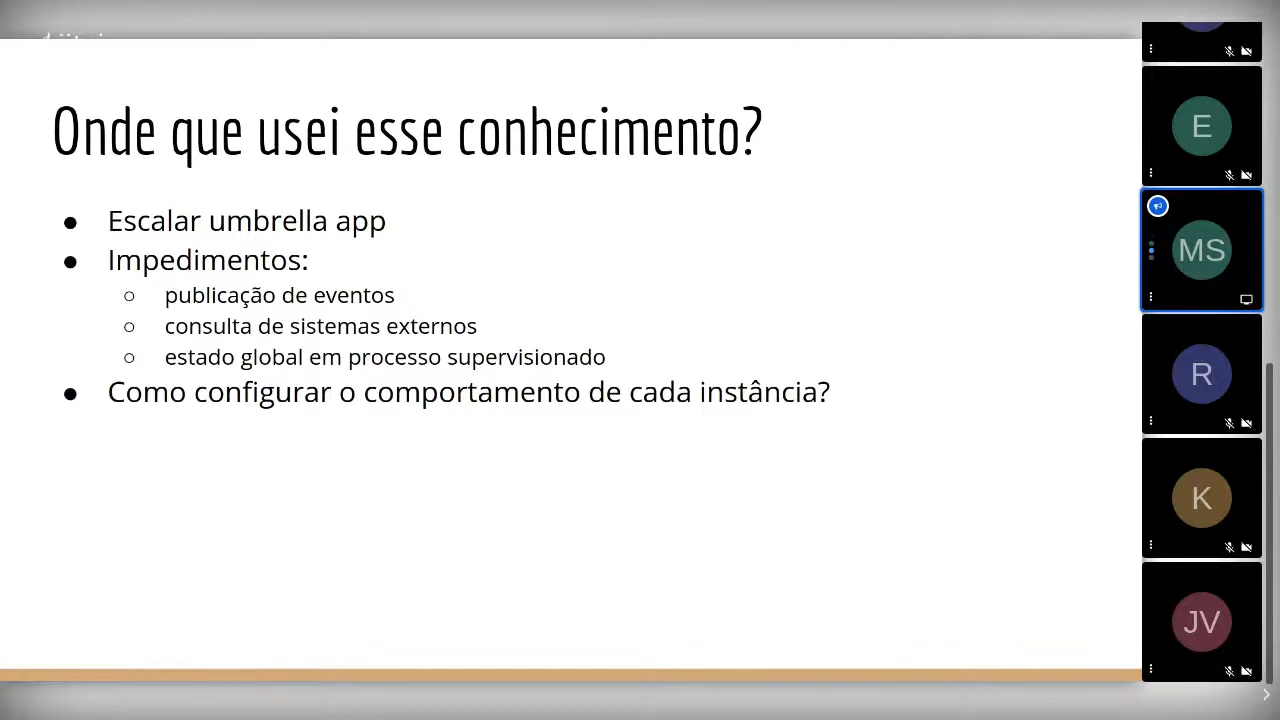 Onde que usei esse conhecimento?
● Escalar umbrella app
● Impedimentos:
○ publicação de eventos
○ consulta de sistemas externos
○ estado global em processo supervisionado
● Como configurar o comportamento de cada instância?
E
MS
R
K
JV